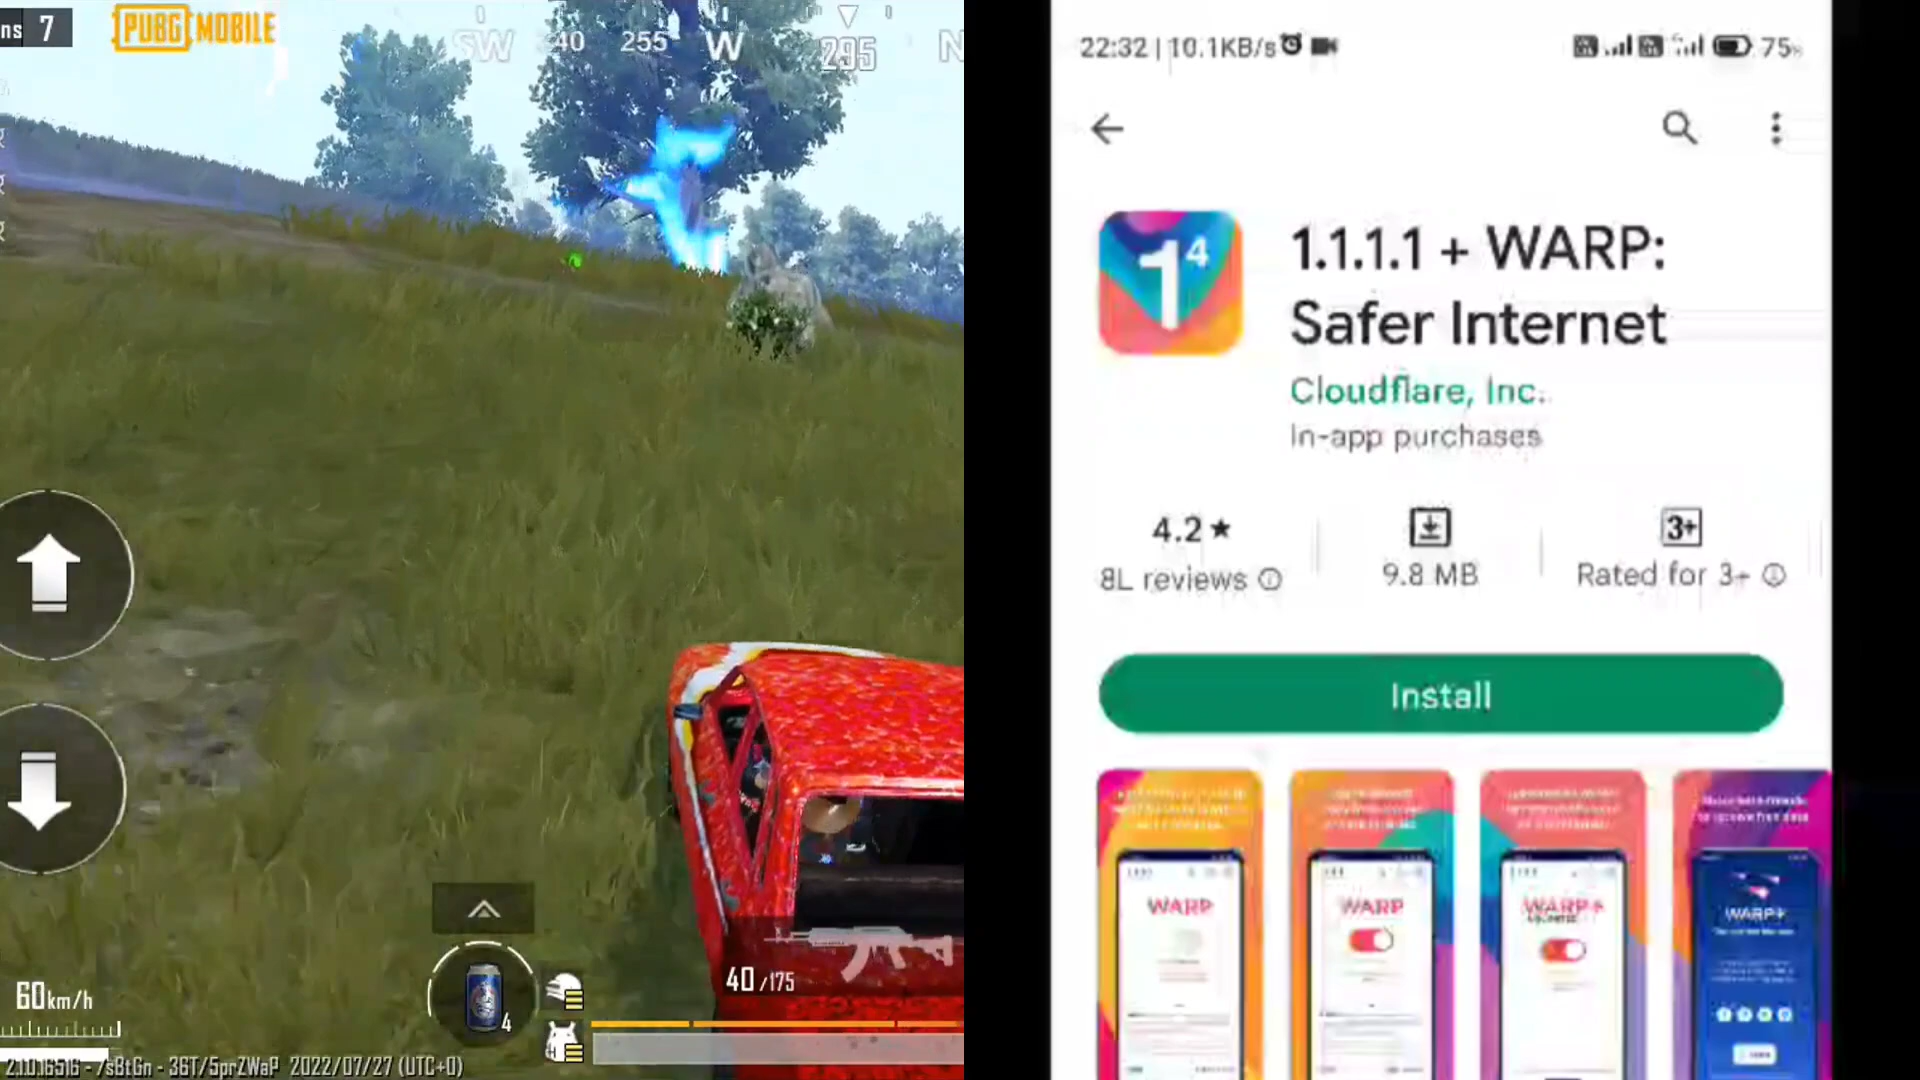 ns 7
PUBG MOBILE
SW 240 255 W 295 N
60km/h
4
40/175
2.1.0.16516 - 7sBtGn - 36T/5prZWaP 2022/07/27 (UTC+0)
22:32 | 10.1KB/s 75%
1.1.1.1 + WARP:
Safer Internet
Cloudflare, Inc.
In-app purchases
4.2★ 3+
8L reviews 9.8 MB Rated for 3+
Install
WARP WARP WARP+ WARP+